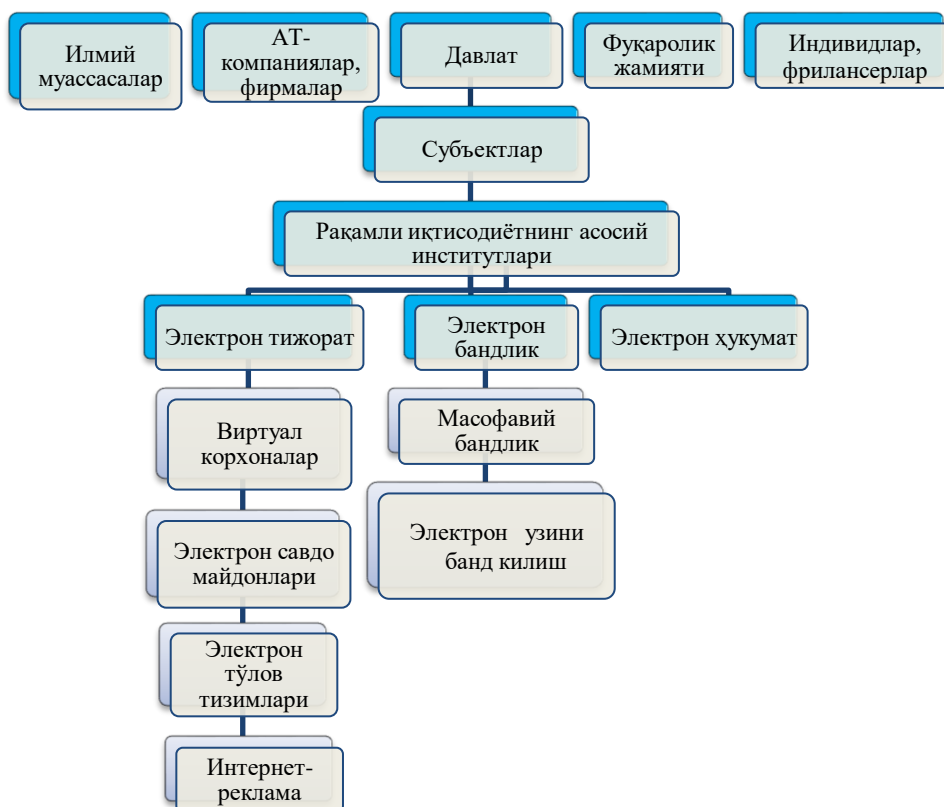 Илмий
муассасалар
АТ-
компаниялар,
фирмалар
Давлат
Фуқаролик
жамияти
Индивидлар,
фрилансерлар
Субъектлар
Рақамли иқтисодиётнинг асосий
институтлари
Электрон тижорат
Электрон
бандлик
Электрон ҳукумат
Виртуал
корхоналар
Масофавий
бандлик
Электрон савдо
майдонлари
Электрон узини
банд килиш
Электрон
тўлов
тизимлари
Интернет-
реклама